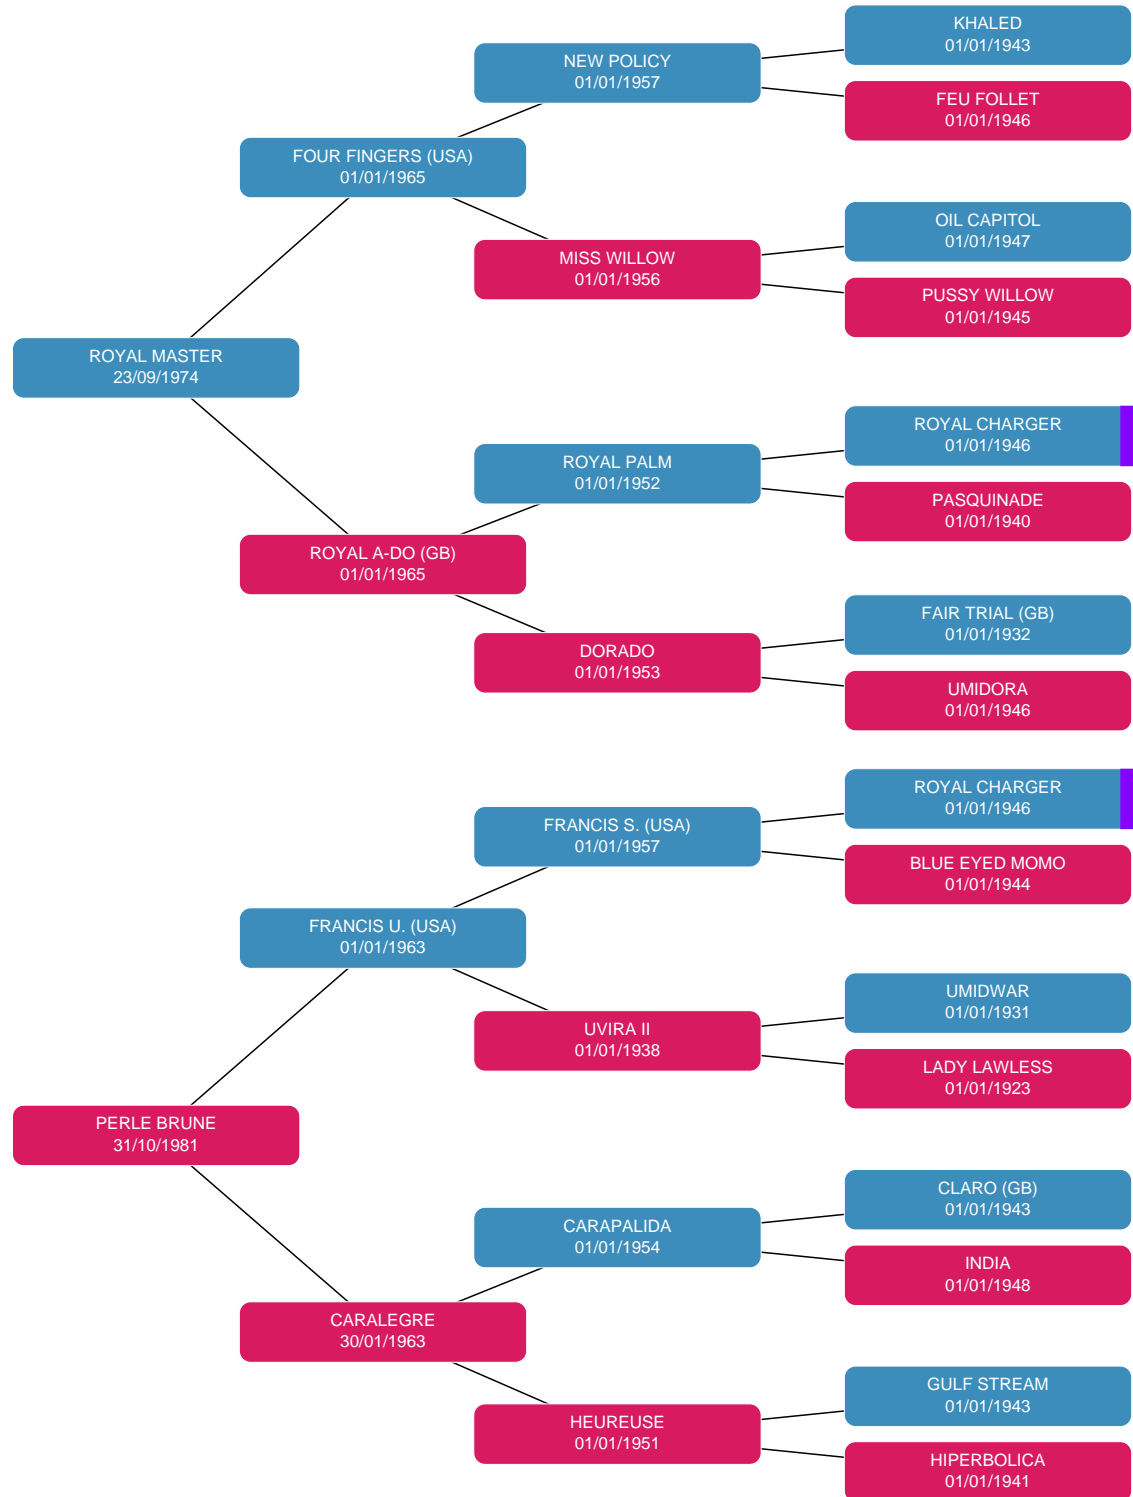 KHALED
01/01/1943
NEW POLICY
01/01/1957
FEU FOLLET
01/01/1946
FOUR FINGERS (USA)
01/01/1965
OIL CAPITOL
01/01/1947
MISS WILLOW
01/01/1956
PUSSY WILLOW
01/01/1945
ROYAL MASTER
23/09/1974
ROYAL CHARGER
01/01/1946
ROYAL PALM
01/01/1952
PASQUINADE
01/01/1940
ROYAL A-DO (GB)
01/01/1965
FAIR TRIAL (GB)
01/01/1932
DORADO
01/01/1953
UMIDORA
01/01/1946
ROYAL CHARGER
01/01/1946
FRANCIS S. (USA)
01/01/1957
BLUE EYED MOMO
01/01/1944
FRANCIS U. (USA)
01/01/1963
UMIDWAR
01/01/1931
UVIRA II
01/01/1938
LADY LAWLESS
01/01/1923
PERLE BRUNE
31/10/1981
CLARO (GB)
01/01/1943
CARAPALIDA
01/01/1954
INDIA
01/01/1948
CARALEGRE
30/01/1963
GULF STREAM
01/01/1943
HEUREUSE
01/01/1951
HIPERBOLICA
01/01/1941